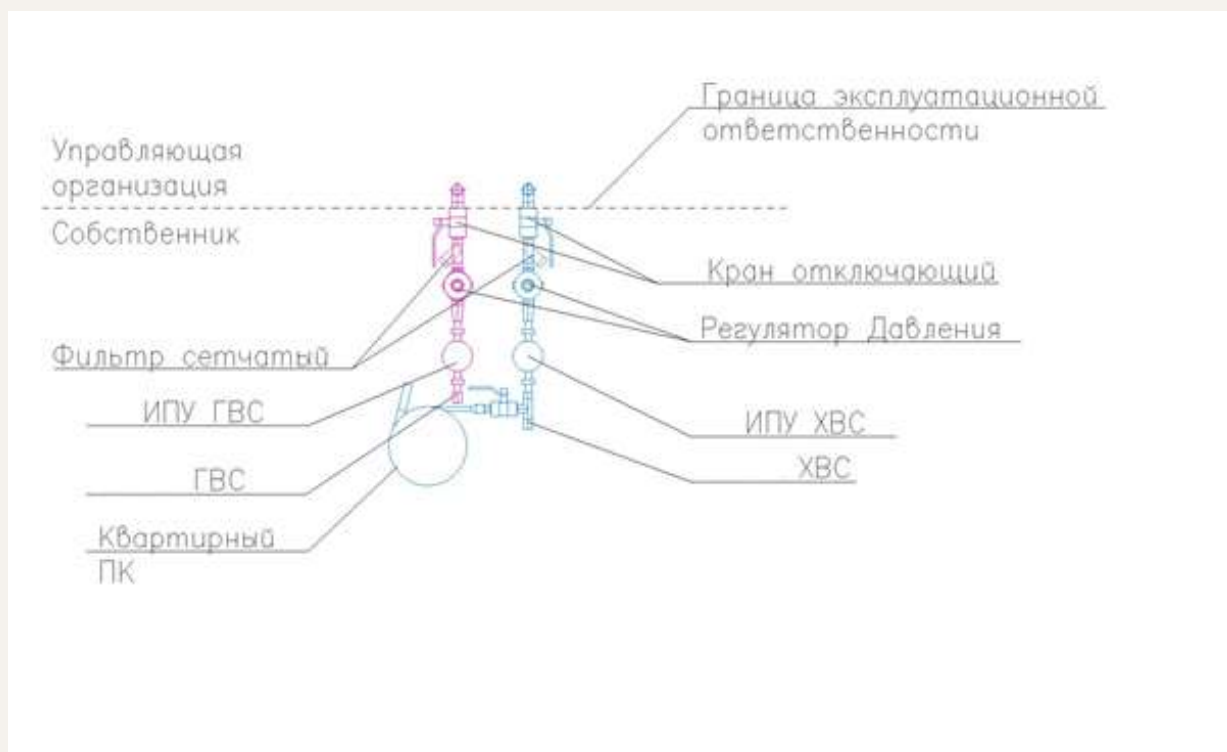 Граница эксплуатационной
ответственности
Управляющая
организация
Собственник
Кран отключающий
Регулятор Давления
Фильтр сетчатый
ИПУ ГВС
ИПУ ХВС
ХВС
ГВС
Квартирный
ПК